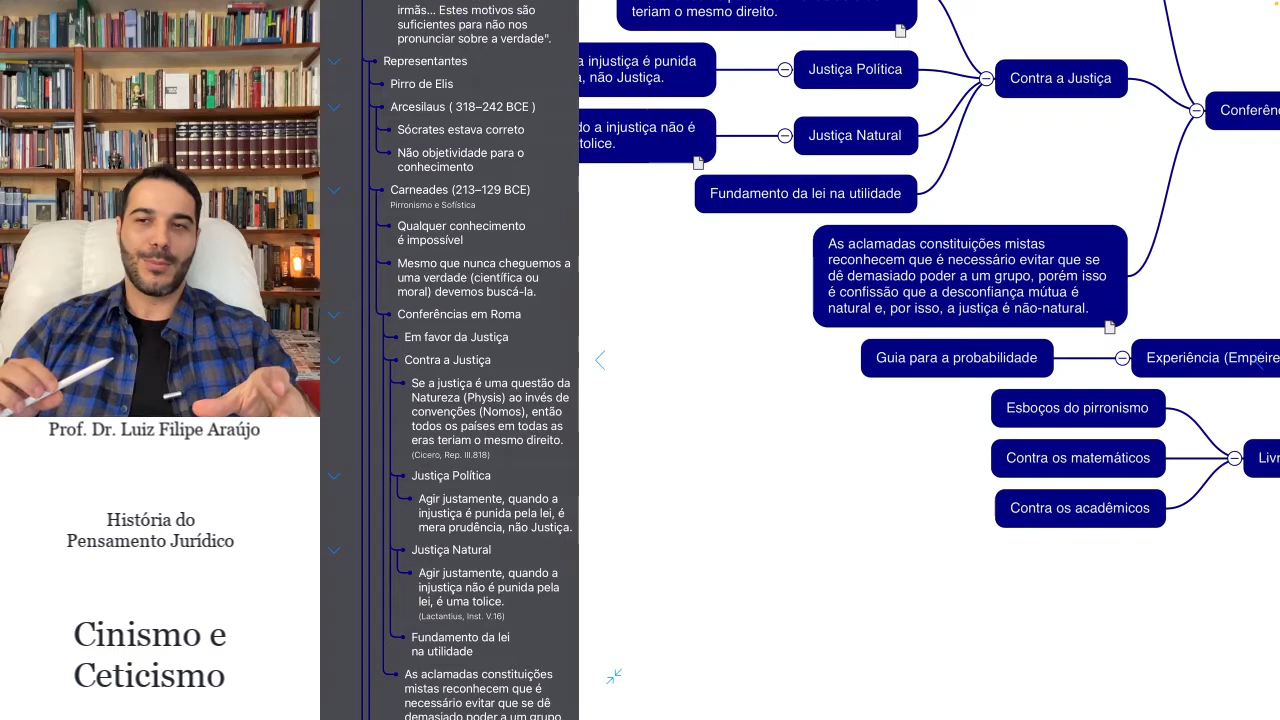 Prof. Dr. Luiz Filipe Araújo
História do
Pensamento Jurídico
Cinismo e
Ceticismo
irmãs... Estes motivos são
suficientes para não nos
pronunciar sobre a verdade".
Representantes
Pirro de Elis
Arcesilaus ( 318–242 BCE )
Sócrates estava correto
Não objetividade para o
conhecimento
Carneades (213–129 BCE)
Pirronismo e Sofística
Qualquer conhecimento
é impossível
Mesmo que nunca cheguemos a
uma verdade (científica ou
moral) devemos buscá-la.
Conferências em Roma
Em favor da Justiça
Contra a Justiça
Se a justiça é uma questão da
Natureza (Physis) ao invés de
convenções (Nomos), então
todos os países em todas as
eras teriam o mesmo direito.
(Cicero, Rep. III.818)
Justiça Política
Agir justamente, quando a
injustiça é punida pela lei, é
mera prudência, não Justiça.
Justiça Natural
Agir justamente, quando a
injustiça não é punida pela
lei, é uma tolice.
(Lactantius, Inst. V.16)
Fundamento da lei
na utilidade
As aclamadas constituições
mistas reconhecem que é
necessário evitar que se dê
demasiado poder a um grupo
teriam o mesmo direito.
a injustiça é punida
, não Justiça.
Justiça Política
Contra a Justiça
do a injustiça não é
tolice.
Justiça Natural
Fundamento da lei na utilidade
As aclamadas constituições mistas
reconhecem que é necessário evitar que se
dê demasiado poder a um grupo, porém isso
é confissão que a desconfiança mútua é
natural e, por isso, a justiça é não-natural.
Conferênc
Guia para a probabilidade
Experiência (Empeire
Esboços do pirronismo
Contra os matemáticos
Contra os acadêmicos
Livr